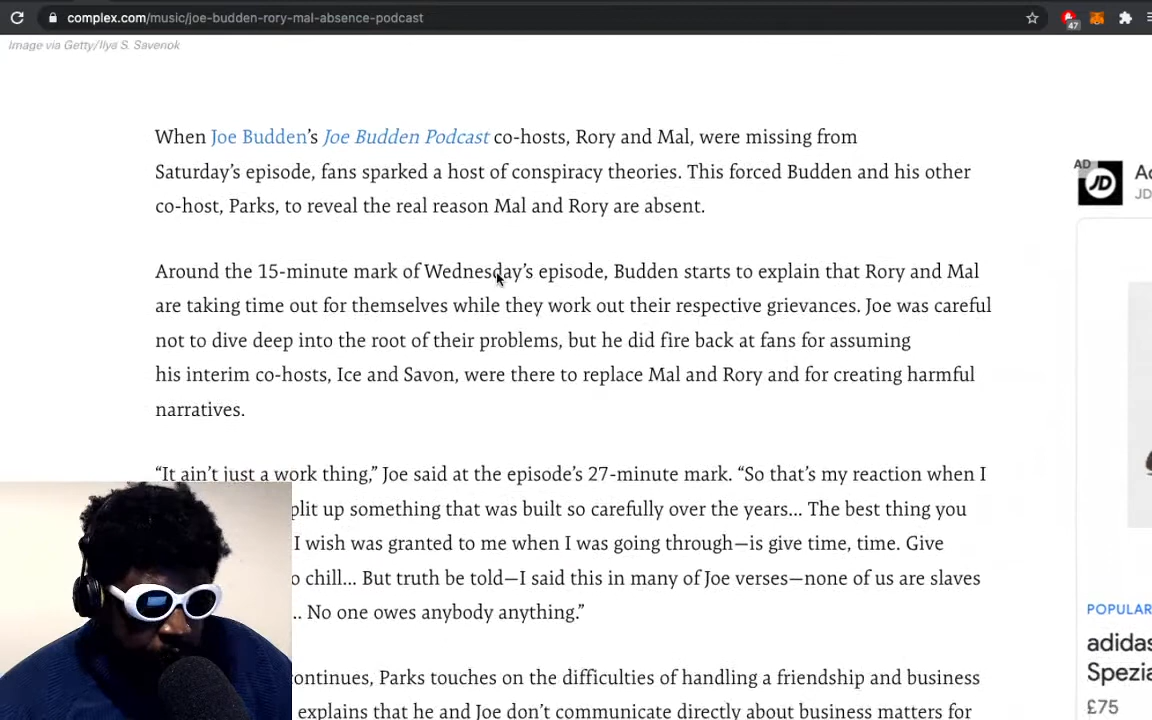 complex.com/music/joe-budden-rory-mal-absence-podcast
47
Image via Getty/Ilya S. Savenok
When Joe Budden’s Joe Budden Podcast co-hosts, Rory and Mal, were missing from
Saturday’s episode, fans sparked a host of conspiracy theories. This forced Budden and his other
co-host, Parks, to reveal the real reason Mal and Rory are absent.
AD
JD
JD
Around the 15-minute mark of Wednesday’s episode, Budden starts to explain that Rory and Mal
are taking time out for themselves while they work out their respective grievances. Joe was careful
not to dive deep into the root of their problems, but he did fire back at fans for assuming
his interim co-hosts, Ice and Savon, were there to replace Mal and Rory and for creating harmful
narratives.
“It ain’t just a work thing,” Joe said at the episode’s 27-minute mark. “So that’s my reaction when I
plit up something that was built so carefully over the years... The best thing you
I wish was granted to me when I was going through—is give time, time. Give
o chill... But truth be told—I said this in many of Joe verses—none of us are slaves
.. No one owes anybody anything.”
ontinues, Parks touches on the difficulties of handling a friendship and business
explains that he and Joe don’t communicate directly about business matters for
POPULAR
adidas
Spezia
£75